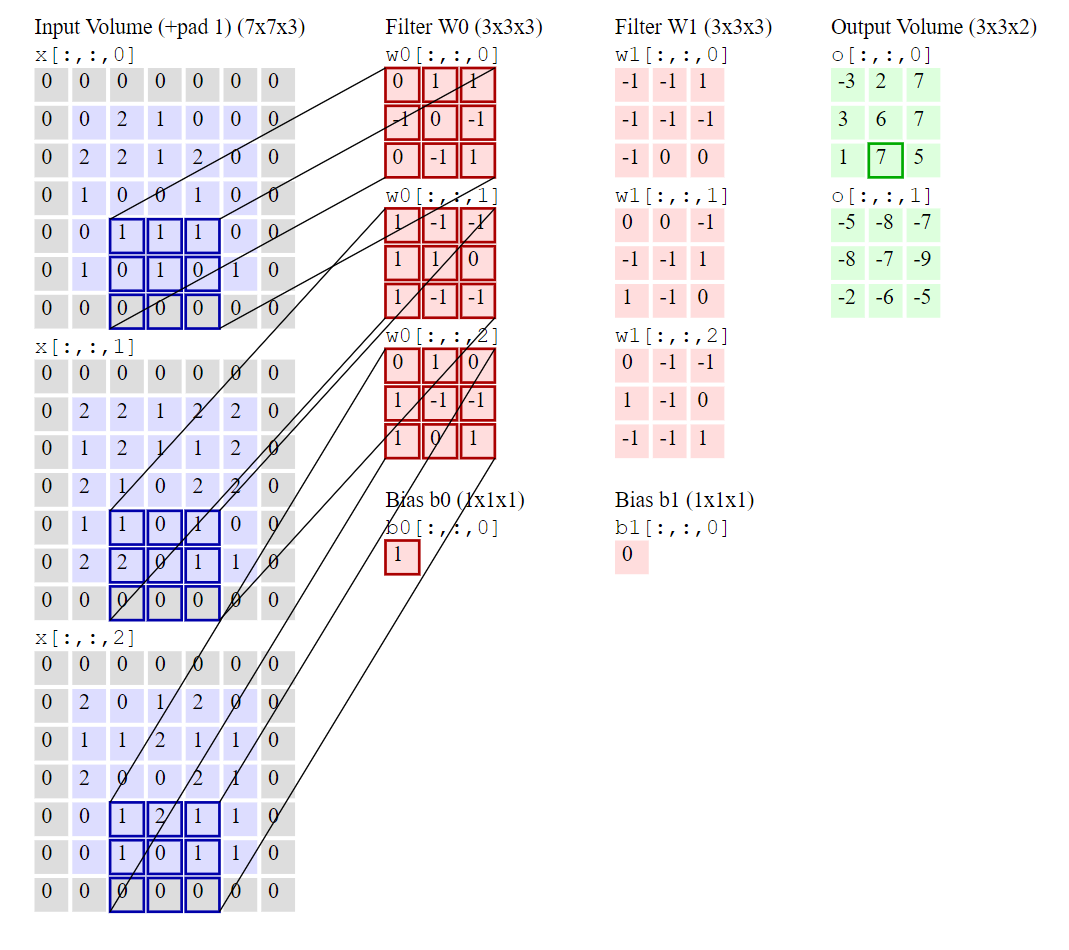 Input Volume (+pad 1) (7x7x3)
x[:,:,0]
0 0 0 0 0 0 0
0 0 2 1 0 0 0
0 2 2 1 2 0 0
0 1 0 0 1 0 0
0 0 1 1 1 0 0
0 1 0 1 0 1 0
0 0 0 0 0 0 0
x[:,:,1]
0 0 0 0 0 0 0
0 2 2 1 2 2 0
0 1 2 1 1 2 0
0 2 1 0 2 2 0
0 1 1 0 1 0 0
0 2 2 0 1 1 0
0 0 0 0 0 0 0
x[:,:,2]
0 0 0 0 0 0 0
0 2 0 1 2 0 0
0 1 1 2 1 1 0
0 2 0 0 2 1 0
0 0 1 2 1 1 0
0 0 1 0 1 1 0
0 0 0 0 0 0 0
Filter W0 (3x3x3)
w0[:,:,0]
0 1 1
-1 0 -1
0 -1 1
w0[:,:,1]
1 -1 -1
1 1 0
1 -1 -1
w0[:,:,2]
0 1 0
1 -1 -1
1 0 1
Bias b0 (1x1x1)
b0[:,:,0]
1
Filter W1 (3x3x3)
w1[:,:,0]
-1 -1 1
-1 -1 -1
-1 0 0
w1[:,:,1]
0 0 -1
-1 -1 1
1 -1 0
w1[:,:,2]
0 -1 -1
1 -1 0
-1 -1 1
Bias b1 (1x1x1)
b1[:,:,0]
0
Output Volume (3x3x2)
o[:,:,0]
-3 2 7
3 6 7
1 7 5
o[:,:,1]
-5 -8 -7
-8 -7 -9
-2 -6 -5